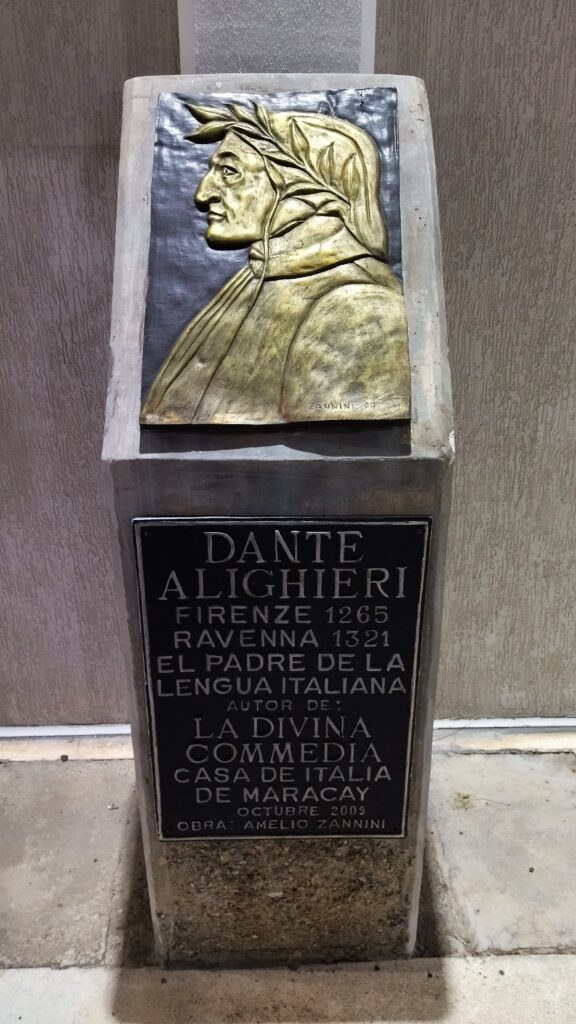 ZANNINI. 09.
DANTE
ALIGHIERI
FIRENZE 1265
RAVENNA 1321
EL PADRE DE LA
LENGUA ITALIANA
AUTOR DE:
LA DIVINA
COMMEDIA
CASA DE ITALIA
DE MARACAY
OCTUBRE 2009
OBRA: AMELIO ZANNINI